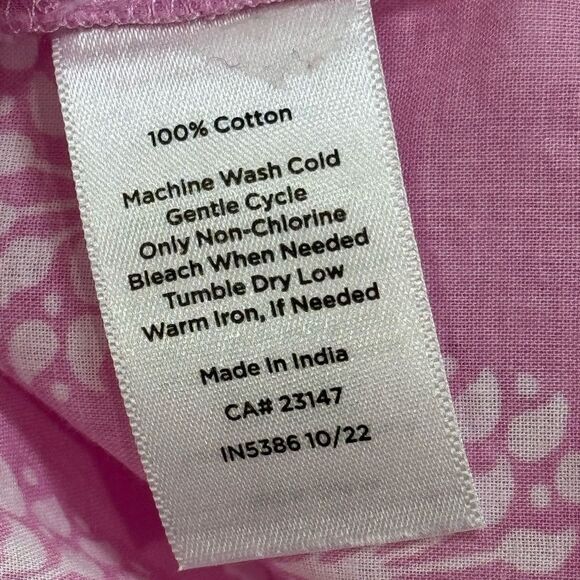 100% Cotton
Machine Wash Cold
Gentle Cycle
Only Non-Chlorine
Bleach When Needed
Tumble Dry Low
Warm Iron, If Needed
Made In India
CA# 23147
IN5386 10/22